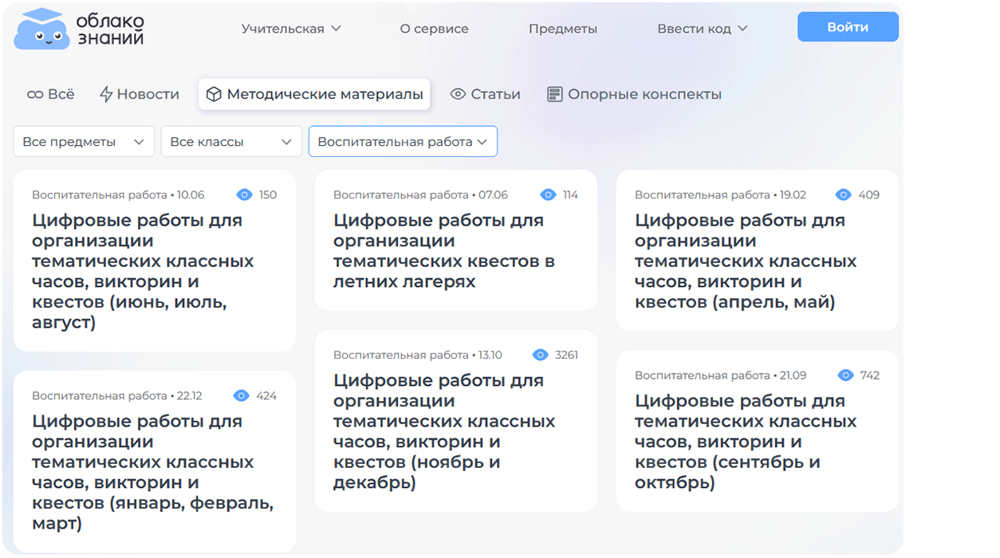 облако
знаний
Учительская
О сервисе
Предметы
Ввести код
Войти
Всё
Новости
Методические материалы
Статьи
Опорные конспекты
Все предметы
Все классы
Воспитательная работа
Воспитательная работа • 10.06 150
Цифровые работы для
организации
тематических классных
часов, викторин и
квестов (июнь, июль,
август)
Воспитательная работа • 07.06 114
Цифровые работы для
организации
тематических квестов в
летних лагерях
Воспитательная работа • 19.02 409
Цифровые работы для
организации
тематических классных
часов, викторин и
квестов (апрель, май)
Воспитательная работа • 22.12 424
Цифровые работы для
организации
тематических классных
часов, викторин и
квестов (январь, февраль,
март)
Воспитательная работа • 13.10 3261
Цифровые работы для
организации
тематических классных
часов, викторин и
квестов (ноябрь и
декабрь)
Воспитательная работа • 21.09 742
Цифровые работы для
тематических классных
часов, викторин и
квестов (сентябрь и
октябрь)